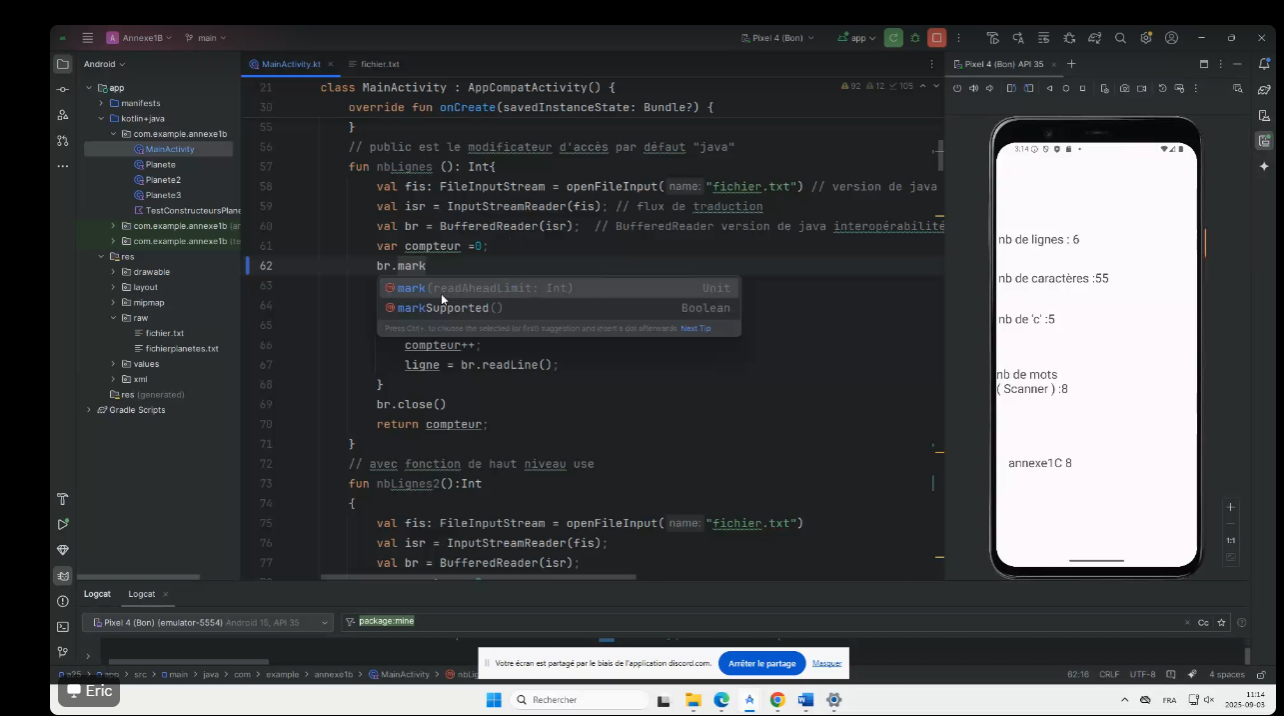 Annexe1B
main
Pixel 4 (Bon)
app
Android
MainActivity.kt
fichier.txt
Pixel 4 (Bon) API 35
app
manifests
kotlin+java
com.example.annexe1b
MainActivity
Planete
Planete2
Planete3
TestConstructeursPlane
com.example.annexe1b (an
com.example.annexe1b (te
res
drawable
layout
mipmap
raw
fichier.txt
fichierplanetes.txt
values
xml
res (generated)
Gradle Scripts
92 12 105
21 class MainActivity : AppCompatActivity() {
30 override fun onCreate(savedInstanceState: Bundle?) {
55 }
56 // public est le modificateur d'accès par défaut "java"
57 fun nbLignes (): Int{
58 val fis: FileInputStream = openFileInput( name: "fichier.txt") // version de java
59 val isr = InputStreamReader(fis); // flux de traduction
60 val br = BufferedReader(isr); // BufferedReader version de java interopérabilité
61 var compteur =0;
62 br.mark
63 mark(readAheadLimit: Int) Unit
64 markSupported() Boolean
65 Press Ctrl+. to choose the selected (or first) suggestion and insert a dot afterwards Next Tip
66 compteur++;
67 ligne = br.readLine();
68 }
69 br.close()
70 return compteur;
71 }
72 // avec fonction de haut niveau use
73 fun nbLignes2():Int
74 {
75 val fis: FileInputStream = openFileInput( name: "fichier.txt")
76 val isr = InputStreamReader(fis);
77 val br = BufferedReader(isr);
3:14
nb de lignes : 6
nb de caractères :55
nb de 'c' :5
nb de mots
( Scanner ) :8
annexe1C 8
1:1
Logcat
Logcat
Pixel 4 (Bon) (emulator-5554) Android 15, API 35
package:mine
Cc
Votre écran est partagé par le biais de l'application discord.com.
Arrêter le partage
Masquer
a25 > app > src > main > java > com > example > annexe1b > MainActivity > nbLig
62:16 CRLF UTF-8 4 spaces
Eric
Rechercher
FRA
11:14
2025-09-03